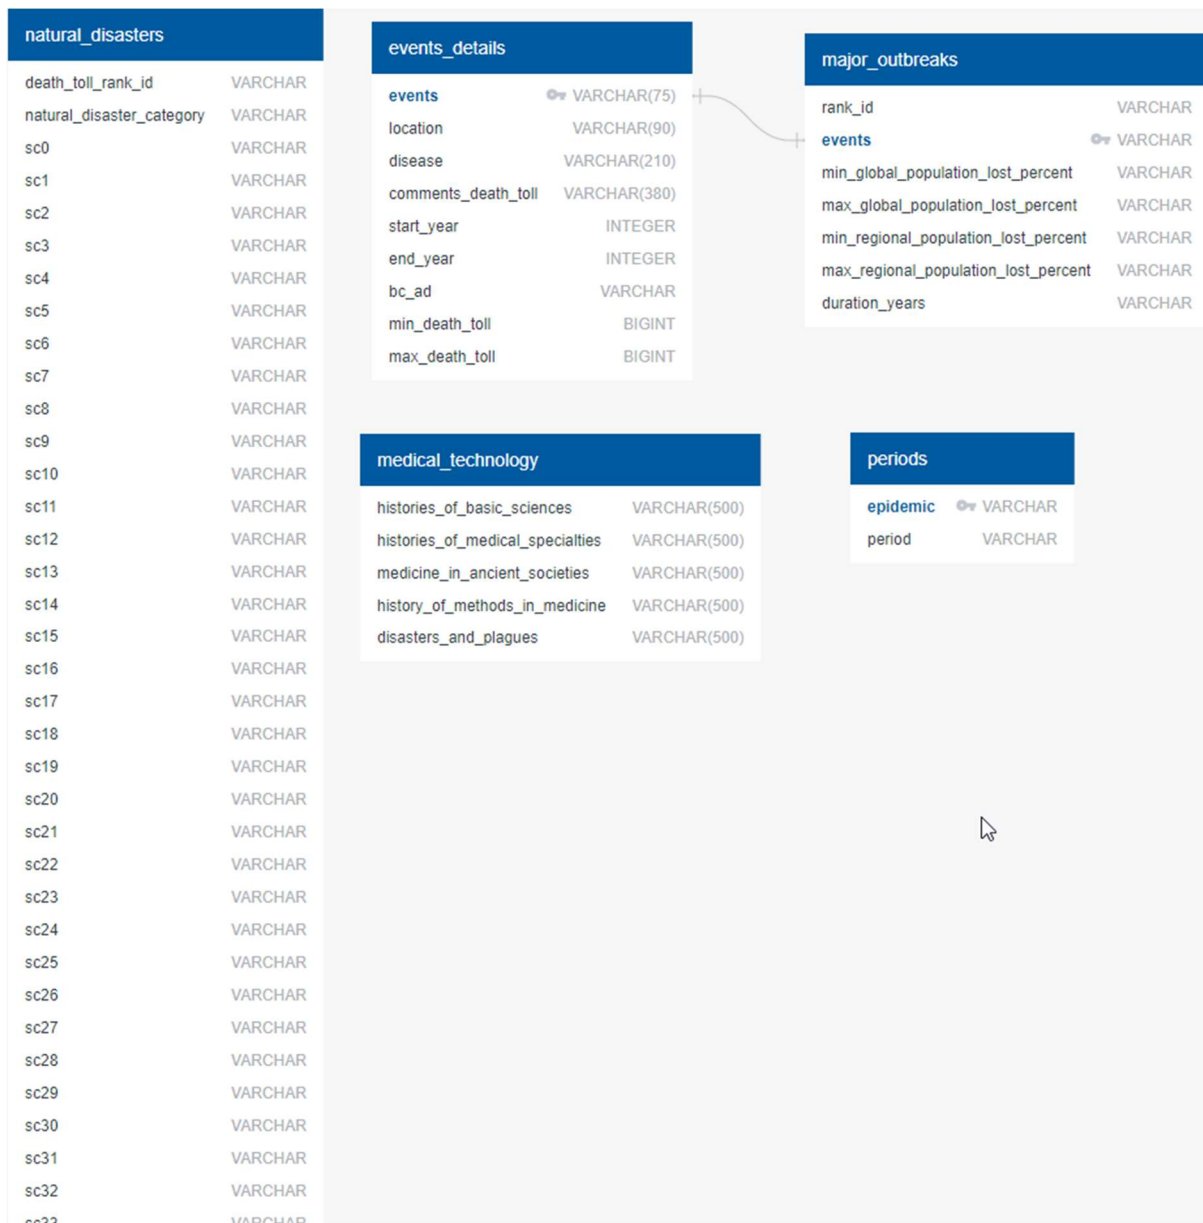 natural_disasters
death_toll_rank_id VARCHAR
natural_disaster_category VARCHAR
sc0 VARCHAR
sc1 VARCHAR
sc2 VARCHAR
sc3 VARCHAR
sc4 VARCHAR
sc5 VARCHAR
sc6 VARCHAR
sc7 VARCHAR
sc8 VARCHAR
sc9 VARCHAR
sc10 VARCHAR
sc11 VARCHAR
sc12 VARCHAR
sc13 VARCHAR
sc14 VARCHAR
sc15 VARCHAR
sc16 VARCHAR
sc17 VARCHAR
sc18 VARCHAR
sc19 VARCHAR
sc20 VARCHAR
sc21 VARCHAR
sc22 VARCHAR
sc23 VARCHAR
sc24 VARCHAR
sc25 VARCHAR
sc26 VARCHAR
sc27 VARCHAR
sc28 VARCHAR
sc29 VARCHAR
sc30 VARCHAR
sc31 VARCHAR
sc32 VARCHAR
sc33 VARCHAR
events_details
events VARCHAR(75)
location VARCHAR(90)
disease VARCHAR(210)
comments_death_toll VARCHAR(380)
start_year INTEGER
end_year INTEGER
bc_ad VARCHAR
min_death_toll BIGINT
max_death_toll BIGINT
major_outbreaks
rank_id VARCHAR
events VARCHAR
min_global_population_lost_percent VARCHAR
max_global_population_lost_percent VARCHAR
min_regional_population_lost_percent VARCHAR
max_regional_population_lost_percent VARCHAR
duration_years VARCHAR
medical_technology
histories_of_basic_sciences VARCHAR(500)
histories_of_medical_specialties VARCHAR(500)
medicine_in_ancient_societies VARCHAR(500)
history_of_methods_in_medicine VARCHAR(500)
disasters_and_plagues VARCHAR(500)
periods
epidemic VARCHAR
period VARCHAR